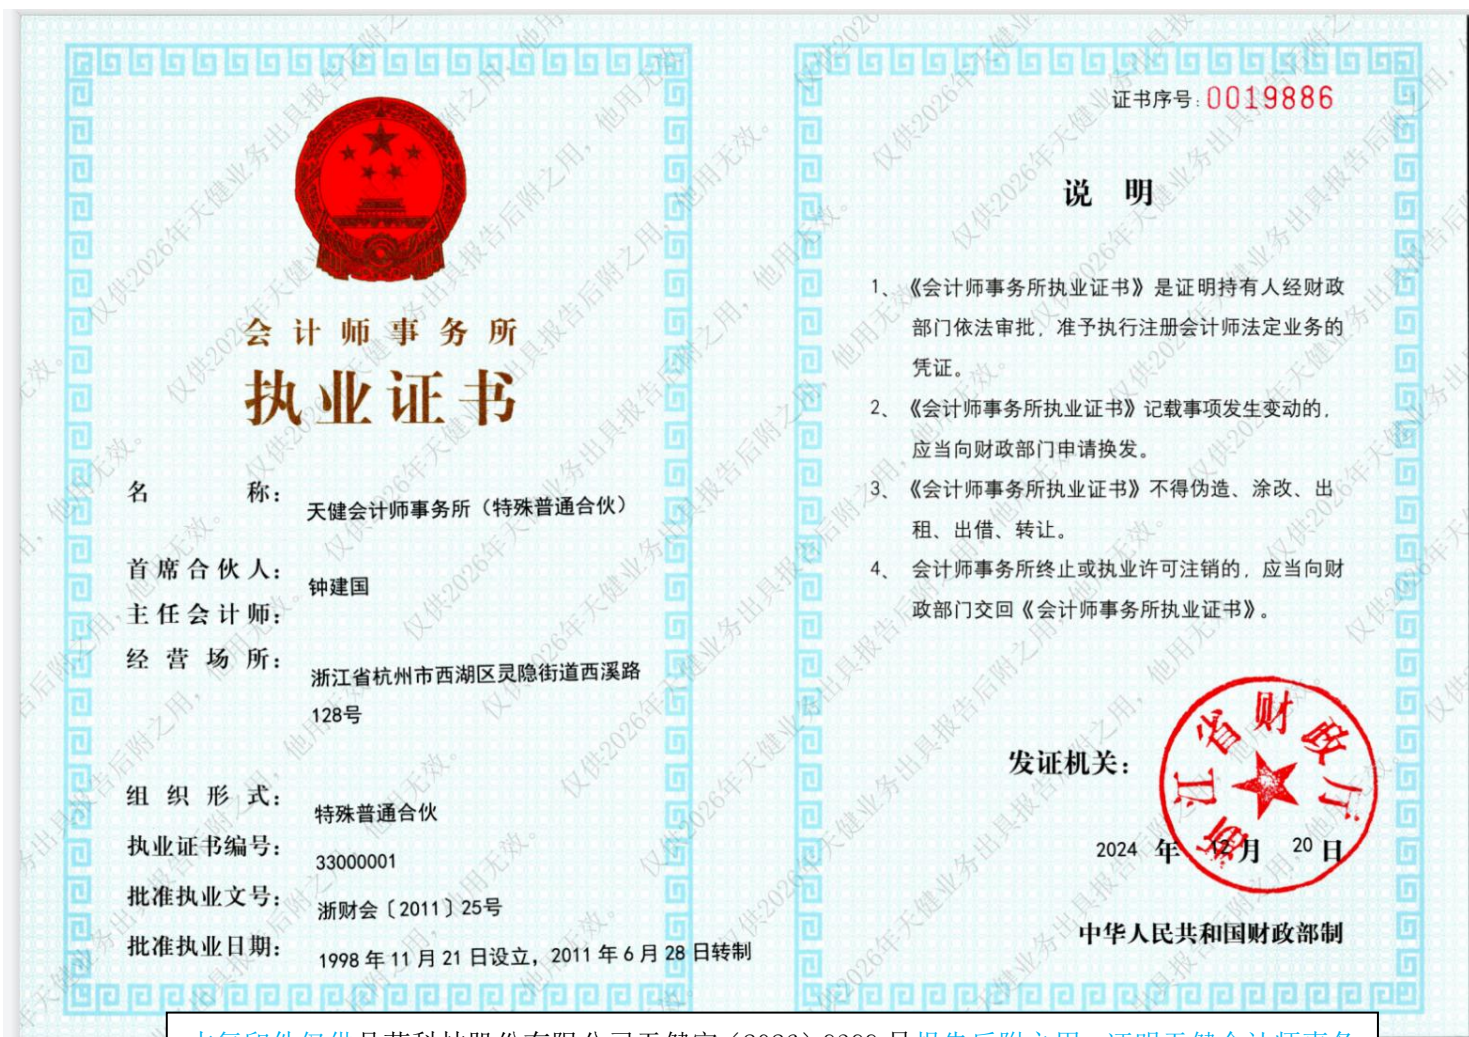 会计师事务所
执业证书
名 称：
天健会计师事务所（特殊普通合伙）
首席合伙人：
钟建国
主任会计师：
经营场所：
浙江省杭州市西湖区灵隐街道西溪路
128号
组织形式：
特殊普通合伙
执业证书编号：
33000001
批准执业文号：
浙财会〔2011〕25号
批准执业日期：
1998年11月21日设立，2011年6月28日转制
证书序号：0019886
说 明
1、《会计师事务所执业证书》是证明持有人经财政
部门依法审批，准予执行注册会计师法定业务的
凭证。
2、《会计师事务所执业证书》记载事项发生变动的，
应当向财政部门申请换发。
3、《会计师事务所执业证书》不得伪造、涂改、出
租、出借、转让。
4、会计师事务所终止或执业许可注销的，应当向财
政部门交回《会计师事务所执业证书》。
发证机关：
浙江省财政厅
2024 年 12 月 20 日
中华人民共和国财政部制
仅供2026年天健业务出具报告后附之用，他用无效。